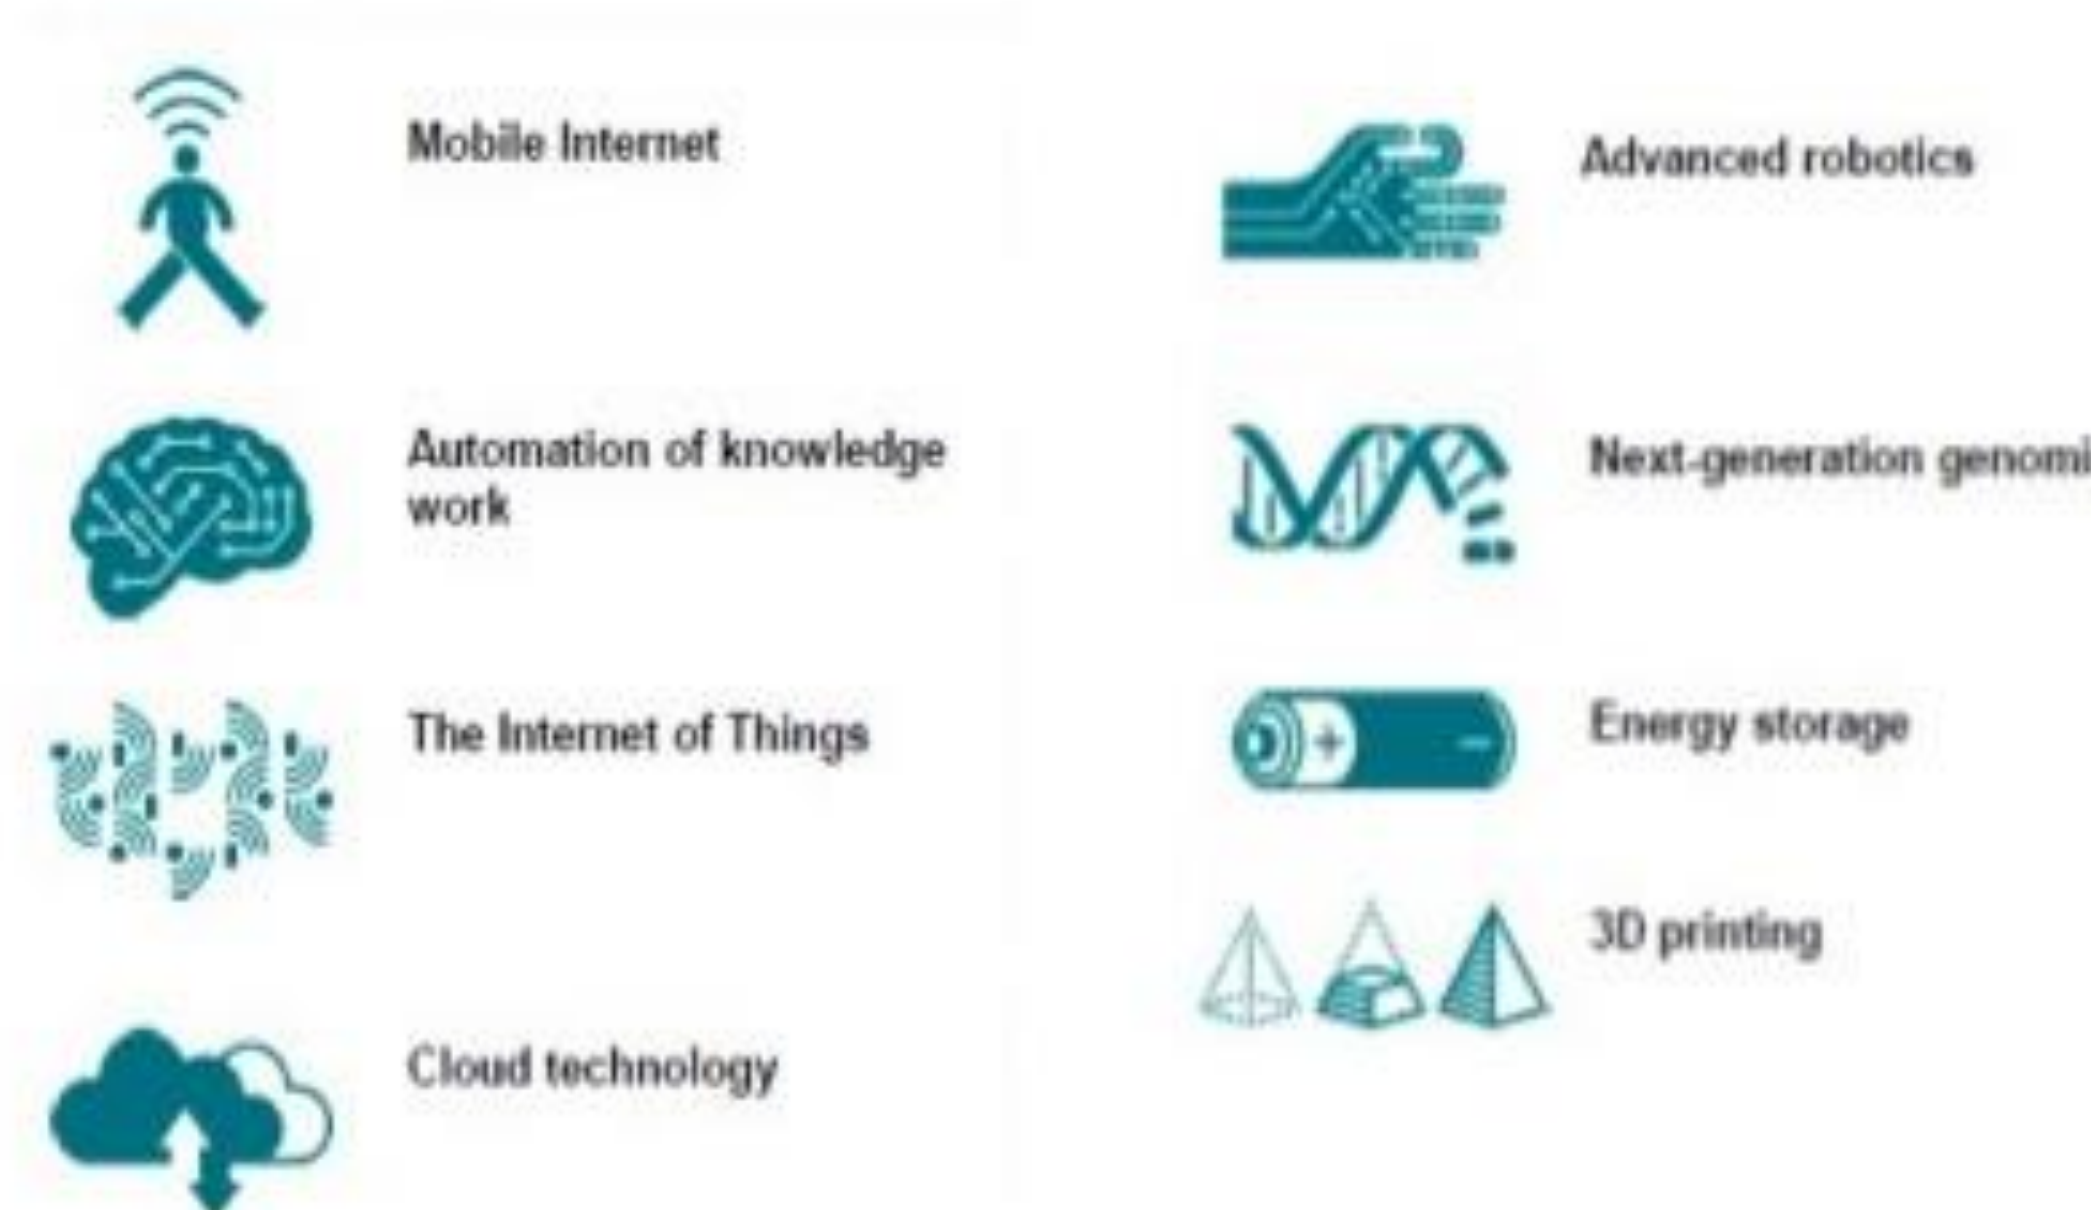 Mobile Internet
Automation of knowledge
work
The Internet of Things
Cloud technology
Advanced robotics
Next-generation genomi
Energy storage
3D printing